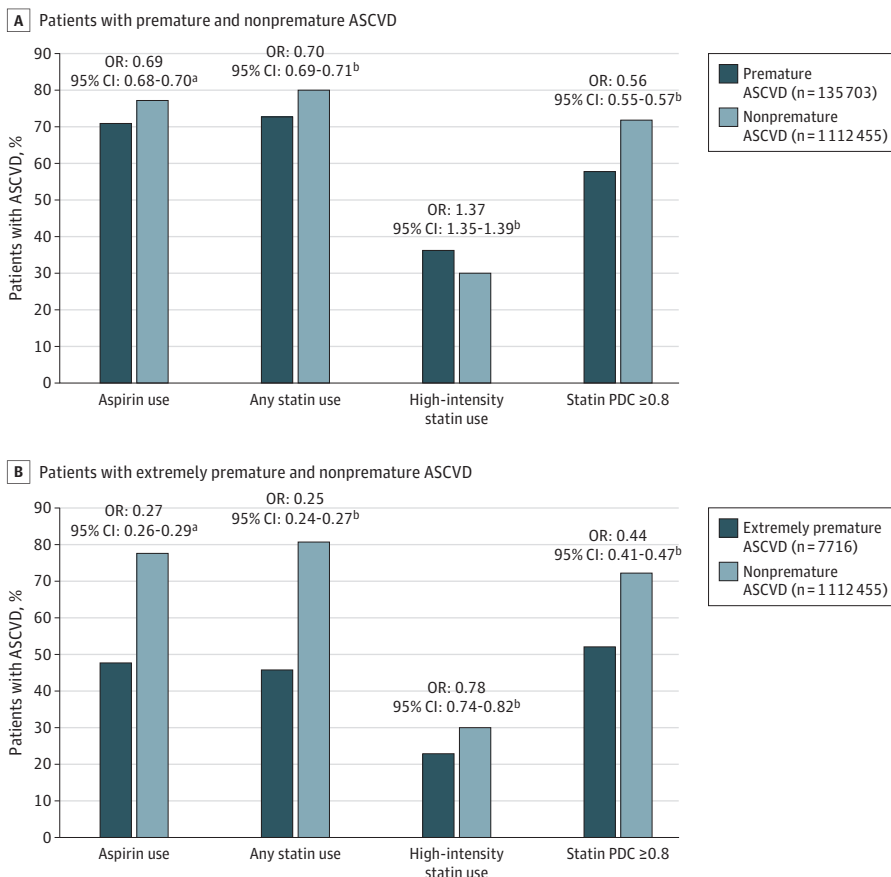 A Patients with premature and nonpremature ASCVD
90
80
70
60
50
40
30
20
10
0
Patients with ASCVD, %
OR: 0.69
95% CI: 0.68-0.70a
OR: 0.70
95% CI: 0.69-0.71b
OR: 1.37
95% CI: 1.35-1.39b
OR: 0.56
95% CI: 0.55-0.57b
Aspirin use
Any statin use
High-intensity
statin use
Statin PDC ≥0.8
Premature
ASCVD (n = 135 703)
Nonpremature
ASCVD (n = 1 112 455)
B Patients with extremely premature and nonpremature ASCVD
90
80
70
60
50
40
30
20
10
0
Patients with ASCVD, %
OR: 0.27
95% CI: 0.26-0.29a
OR: 0.25
95% CI: 0.24-0.27b
OR: 0.78
95% CI: 0.74-0.82b
OR: 0.44
95% CI: 0.41-0.47b
Aspirin use
Any statin use
High-intensity
statin use
Statin PDC ≥0.8
Extremely premature
ASCVD (n = 7716)
Nonpremature
ASCVD (n = 1 112 455)